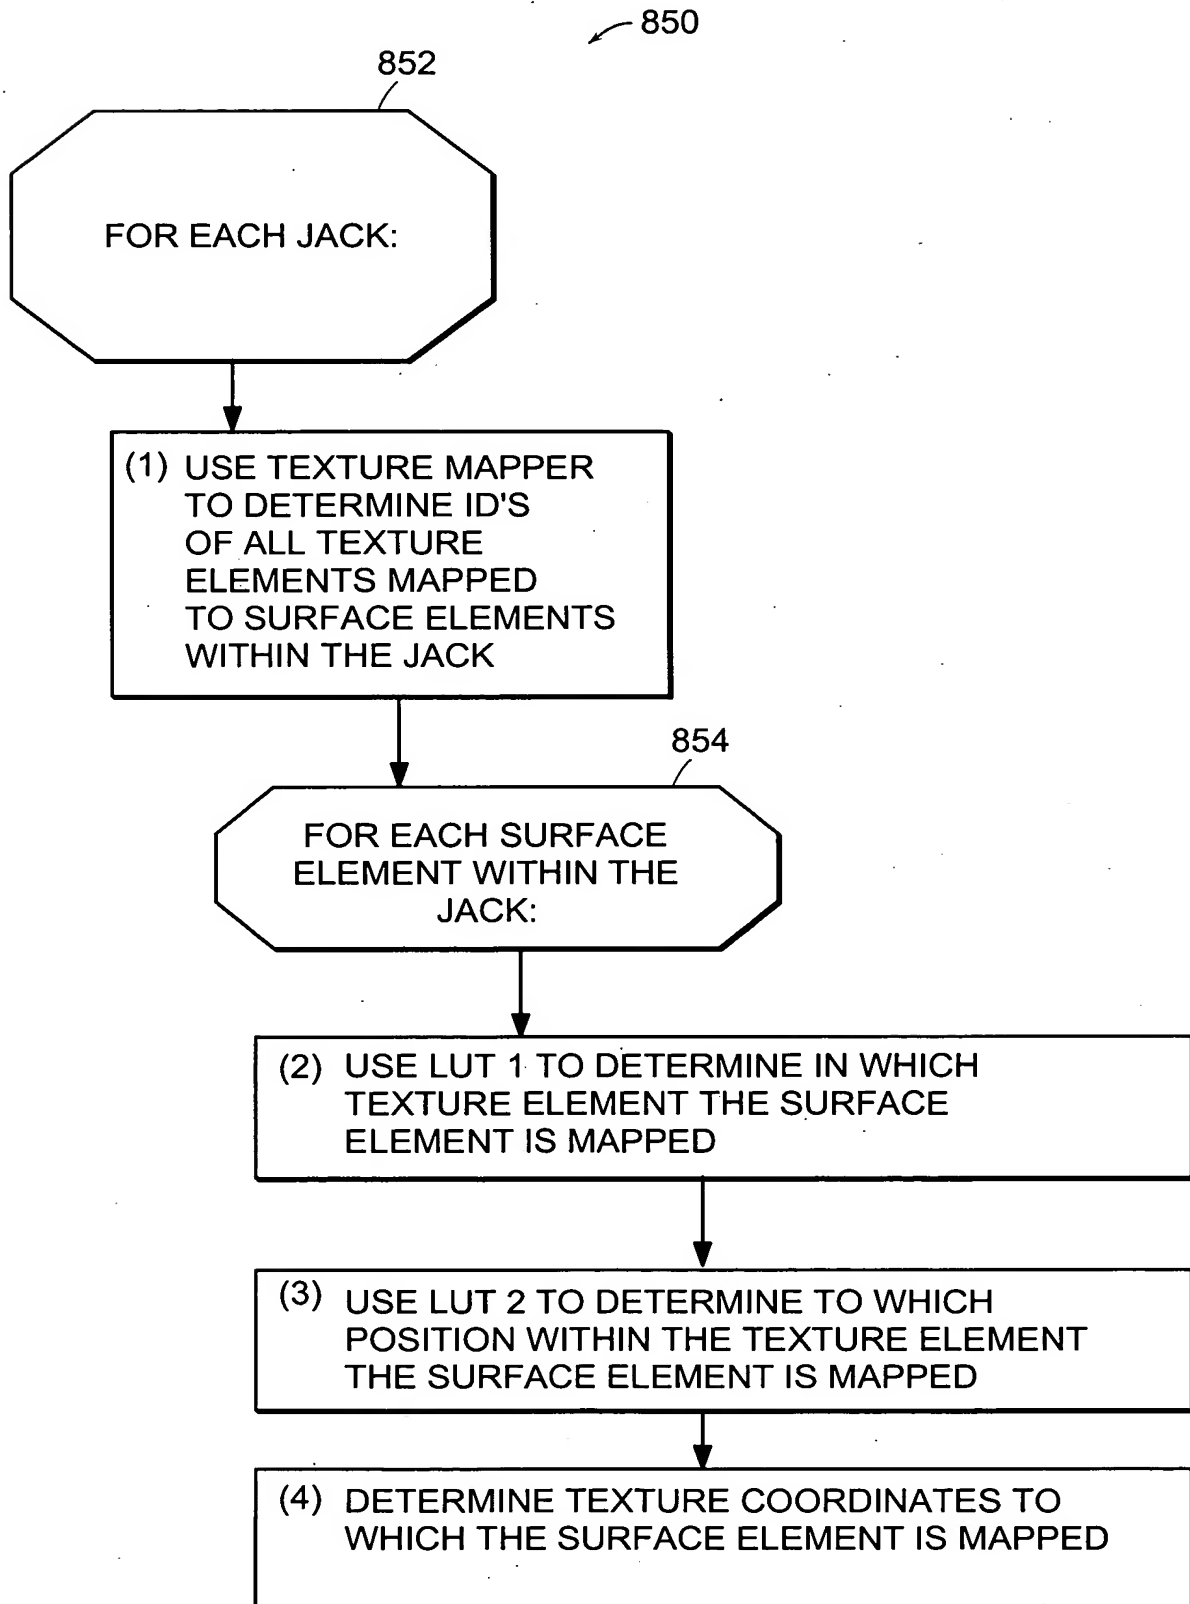 850
852
FOR EACH JACK:
(1) USE TEXTURE MAPPER
TO DETERMINE ID'S
OF ALL TEXTURE
ELEMENTS MAPPED
TO SURFACE ELEMENTS
WITHIN THE JACK
854
FOR EACH SURFACE
ELEMENT WITHIN THE
JACK:
(2) USE LUT 1 TO DETERMINE IN WHICH
TEXTURE ELEMENT THE SURFACE
ELEMENT IS MAPPED
(3) USE LUT 2 TO DETERMINE TO WHICH
POSITION WITHIN THE TEXTURE ELEMENT
THE SURFACE ELEMENT IS MAPPED
(4) DETERMINE TEXTURE COORDINATES TO
WHICH THE SURFACE ELEMENT IS MAPPED